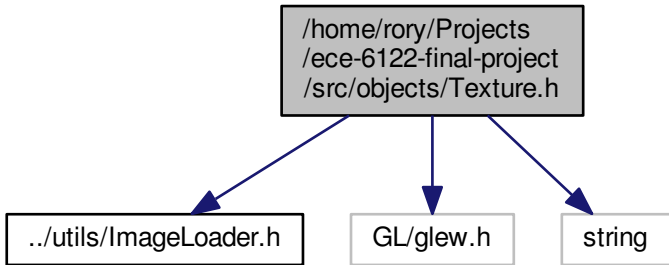 /home/rory/Projects
/ece-6122-final-project
/src/objects/Texture.h
../utils/ImageLoader.h
GL/glew.h
string